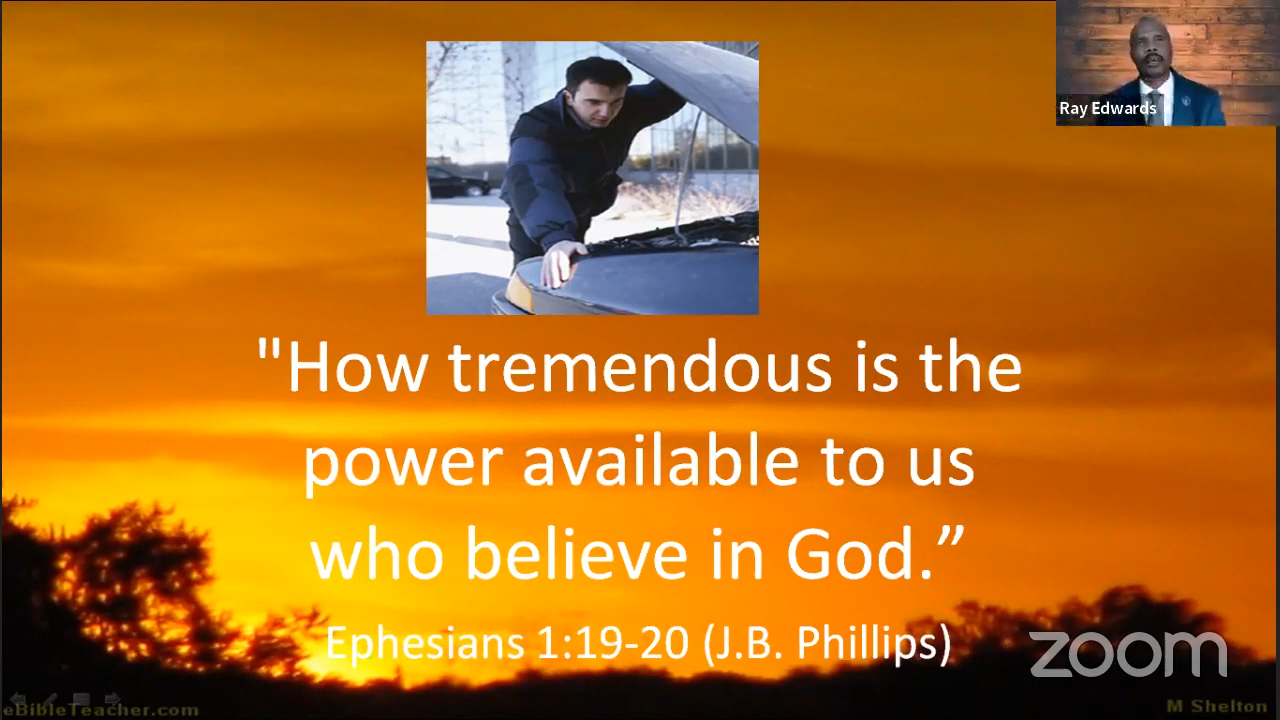 Ray Edwards
"How tremendous is the
power available to us
who believe in God.”
Ephesians 1:19-20 (J.B. Phillips)
zoom
eBibleTeacher.com
M Shelton